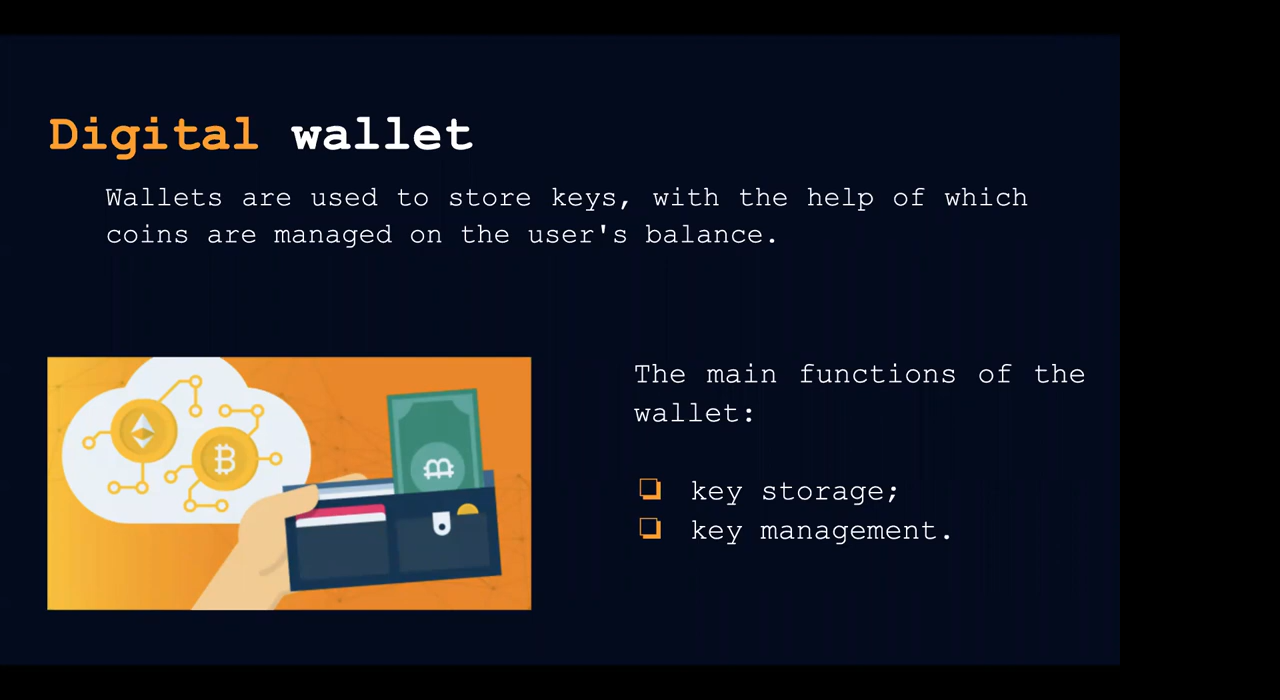 Digital wallet
Wallets are used to store keys, with the help of which
coins are managed on the user's balance.
The main functions of the
wallet:
key storage;
key management.